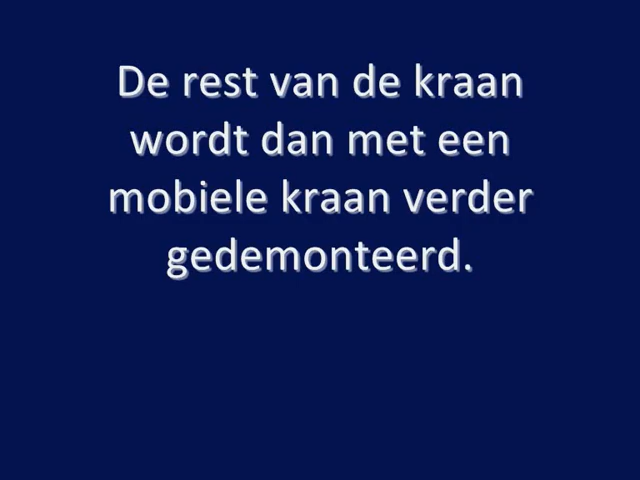 De rest van de kraan
wordt dan met een
mobiele kraan verder
gedemonteerd.